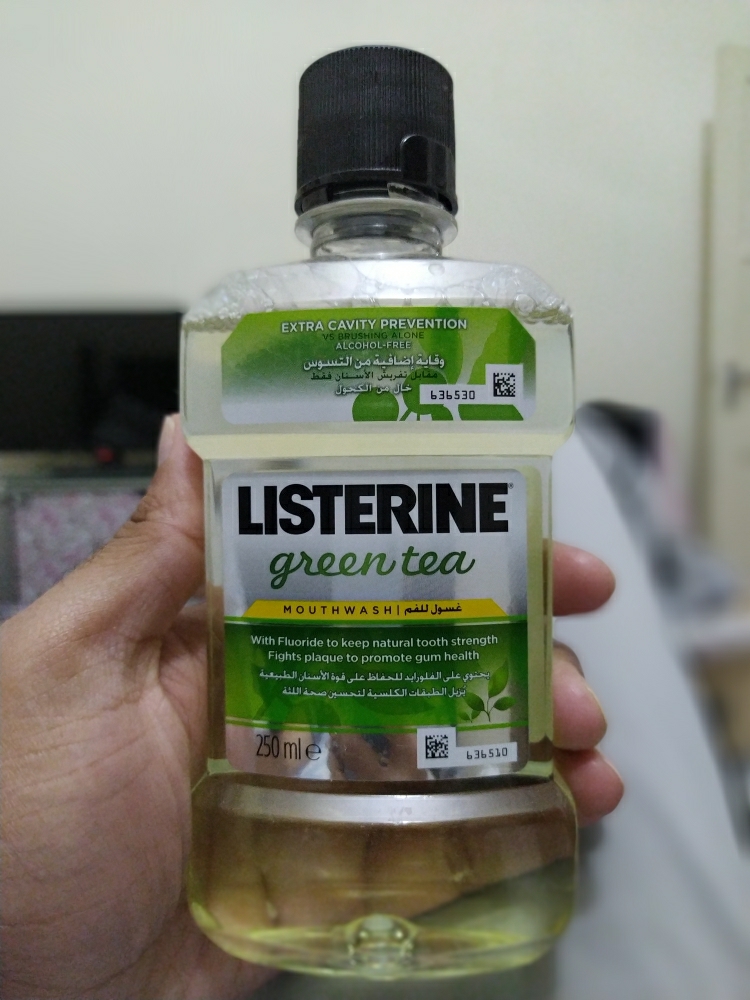 EXTRA CAVITY PREVENTION
VS BRUSHING ALONE
ALCOHOL-FREE
وقاية إضافية من التسوس
مقابل تفريش الأسنان فقط
خال من الكحول
636530
LISTERINE®
green tea
MOUTHWASH | غسول للفم
With Fluoride to keep natural tooth strength
Fights plaque to promote gum health
يحتوي على الفلورايد للحفاظ على قوة الأسنان الطبيعية
يُزيل الطبقات الكلسية لتحسين صحة اللثة
250 ml ℮
636510